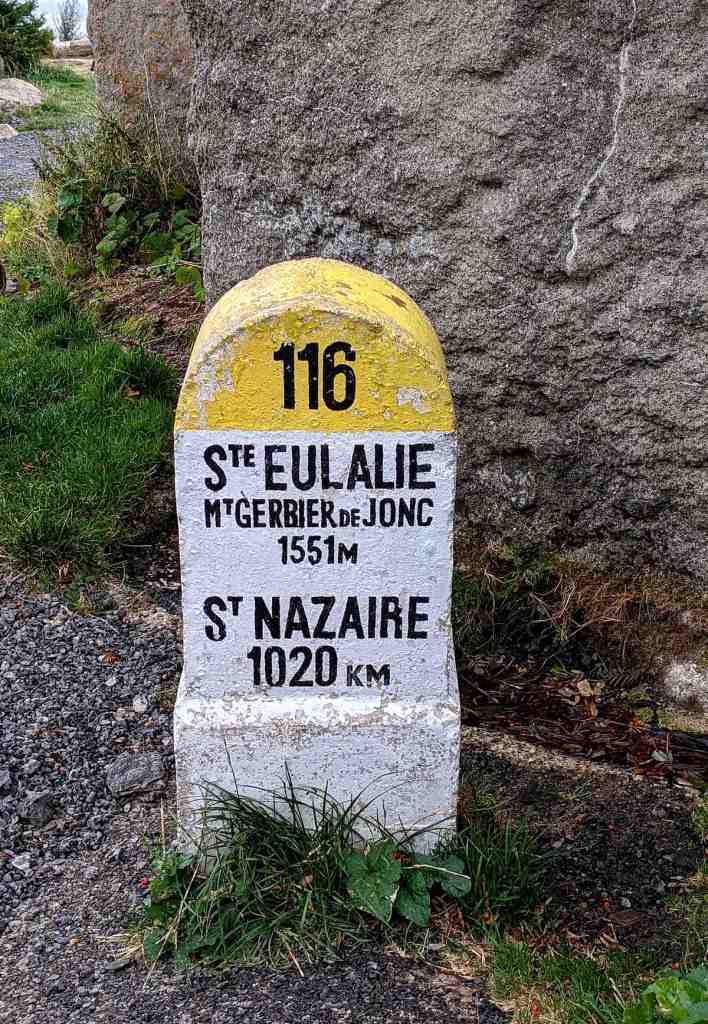 116
STE EULALIE
MT GERBIER DE JONC
1551M
ST NAZAIRE
1020 KM